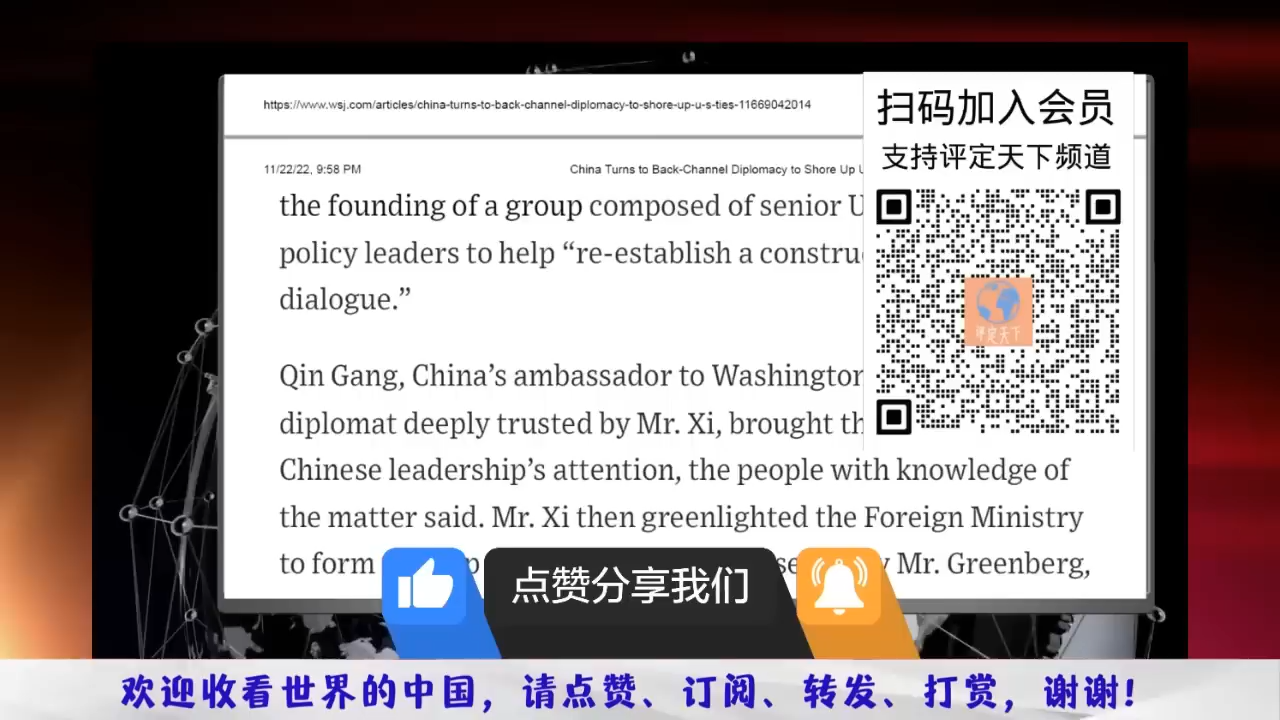 https://www.wsj.com/articles/china-turns-to-back-channel-diplomacy-to-shore-up-u-s-ties-11669042014
11/22/22, 9:58 PM
China Turns to Back-Channel Diplomacy to Shore Up
the founding of a group composed of senior U
policy leaders to help “re-establish a constru
dialogue.”
Qin Gang, China’s ambassador to Washington
diplomat deeply trusted by Mr. Xi, brought th
Chinese leadership’s attention, the people with knowledge of
the matter said. Mr. Xi then greenlighted the Foreign Ministry
to form
Mr. Greenberg,
扫码加入会员
支持评定天下频道
评定天下
点赞分享我们
欢迎收看世界的中国，请点赞、订阅、转发、打赏，谢谢！